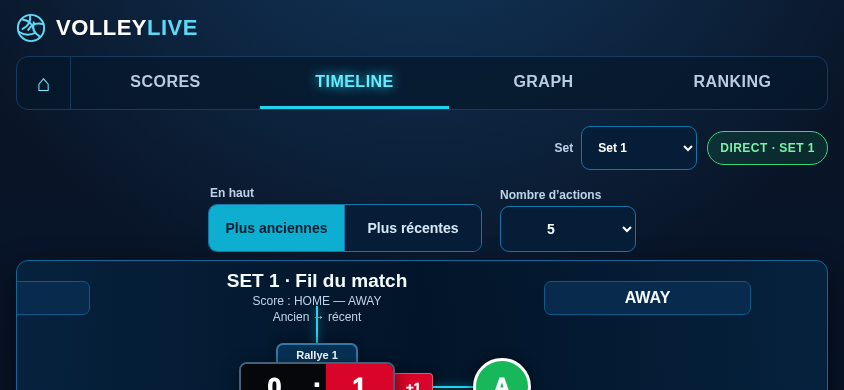 VOLLEYLIVE
SCORES TIMELINE GRAPH RANKING
Set Set 1 DIRECT · SET 1
En haut Nombre d'actions
Plus anciennes Plus récentes 5
SET 1 · Fil du match
Score : HOME — AWAY
Ancien → récent
AWAY
Rallye 1
0 : 1 +1 A